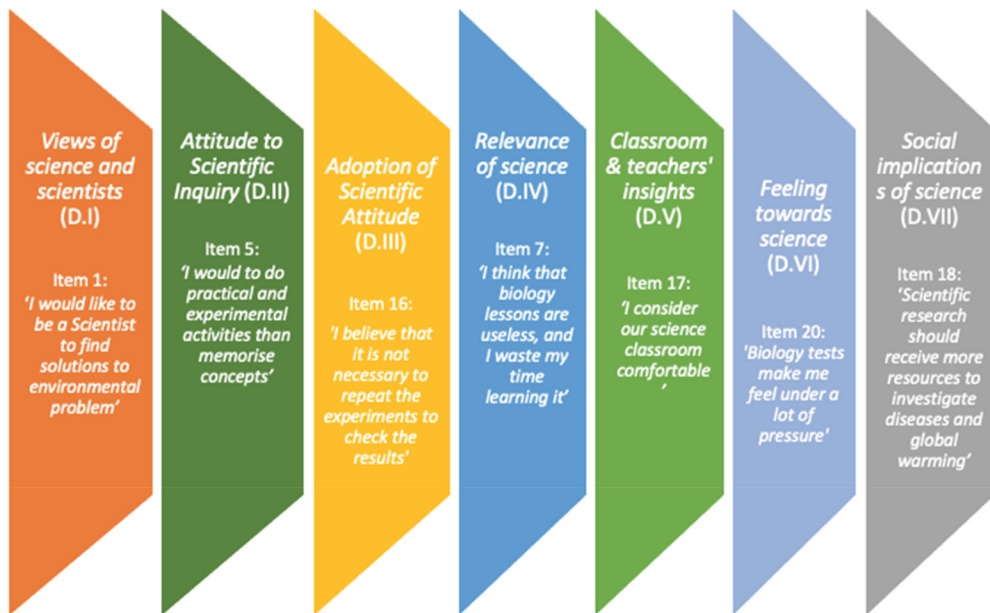 Views of
science and
scientists
(D.I)
Item 1:
‘I would like to
be a Scientist
to find
solutions to
environmental
problem’
Attitude to
Scientific
Inquiry (D.II)
Item 5:
‘I would to do
practical and
experimental
activities than
memorise
concepts’
Adoption of
Scientific
Attitude
(D.III)
Item 16:
'I believe that
it is not
necessary to
repeat the
experiments to
check the
results'
Relevance
of science
(D.IV)
Item 7:
‘I think that
biology
lessons are
useless, and
I waste my
time
learning it’
Classroom
& teachers'
insights
(D.V)
Item 17:
‘I consider
our science
classroom
comfortable
’
Feeling
towards
science
(D.VI)
Item 20:
'Biology tests
make me
feel under a
lot of
pressure'
Social
implication
s of science
(D.VII)
Item 18:
‘Scientific
research
should
receive more
resources to
investigate
diseases and
global
warming’